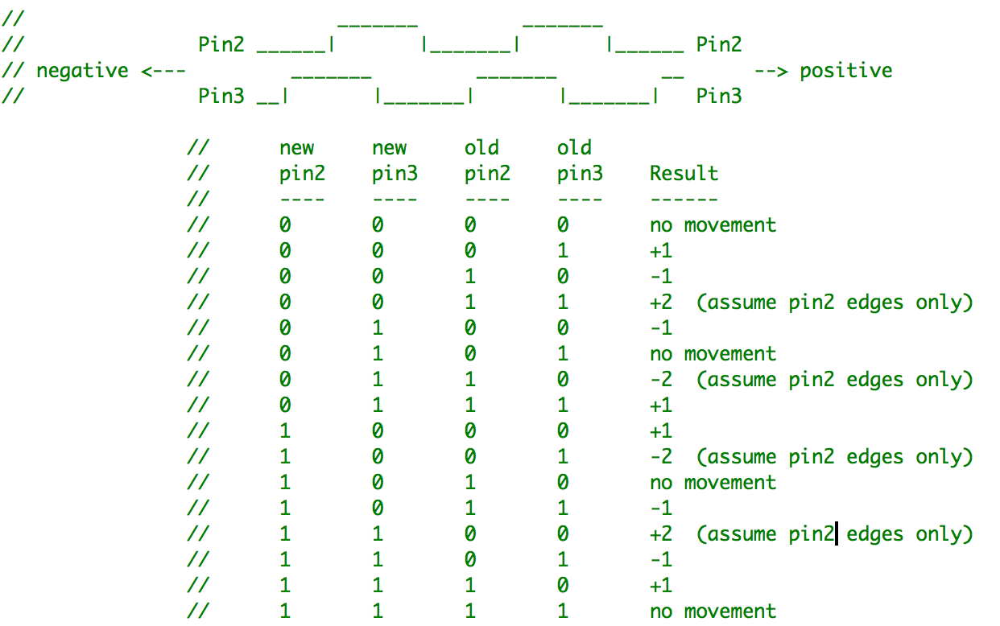 //                           _______         _______
//               Pin2 ______|       |_______|       |______ Pin2
// negative <---         _______         _______         __      --> positive
//               Pin3 __|       |_______|       |_______|   Pin3
//      new     new     old     old
//      pin2    pin3    pin2    pin3    Result
//      ----    ----    ----    ----    ------
//      0       0       0       0       no movement
//      0       0       0       1       +1
//      0       0       1       0       -1
//      0       0       1       1       +2  (assume pin2 edges only)
//      0       1       0       0       -1
//      0       1       0       1       no movement
//      0       1       1       0       -2  (assume pin2 edges only)
//      0       1       1       1       +1
//      1       0       0       0       +1
//      1       0       0       1       -2  (assume pin2 edges only)
//      1       0       1       0       no movement
//      1       0       1       1       -1
//      1       1       0       0       +2  (assume pin2 edges only)
//      1       1       0       1       -1
//      1       1       1       0       +1
//      1       1       1       1       no movement